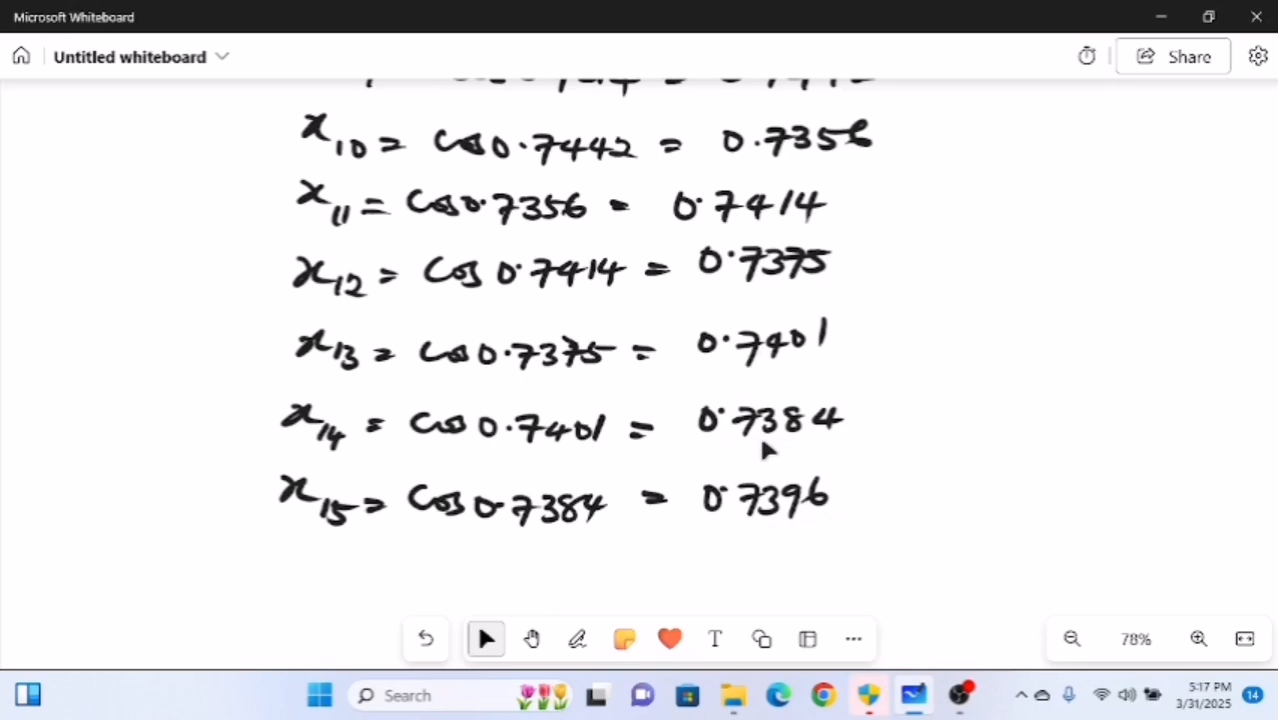 Microsoft Whiteboard
Untitled whiteboard
Share
x10 = cos 0.7442 = 0.7356
x11 = cos 0.7356 = 0.7414
x12 = cos 0.7414 = 0.7375
x13 = cos 0.7375 = 0.7401
x14 = cos 0.7401 = 0.7384
x15 = cos 0.7384 = 0.7396
T
78%
Search
5:17 PM
3/31/2025
14